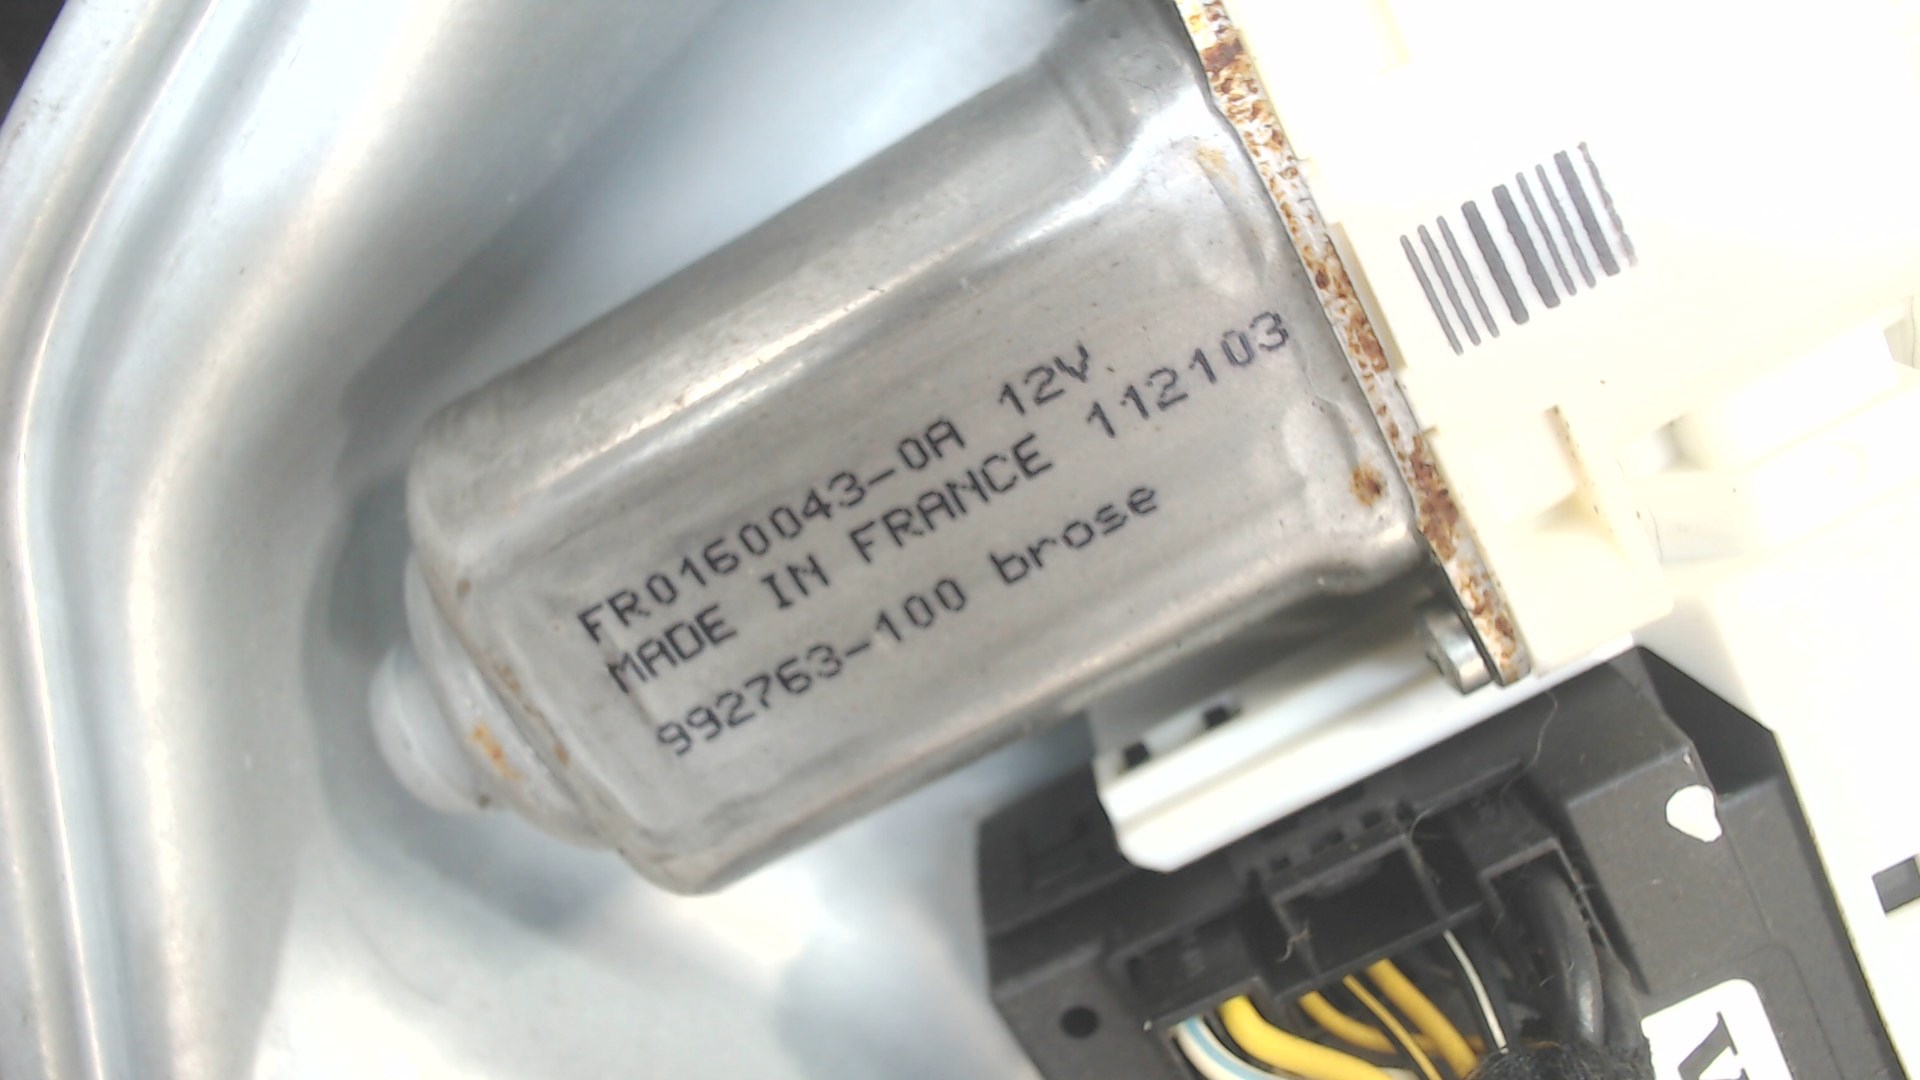 FR0160043-0A 12V
MADE IN FRANCE 112103
992763-100 brose